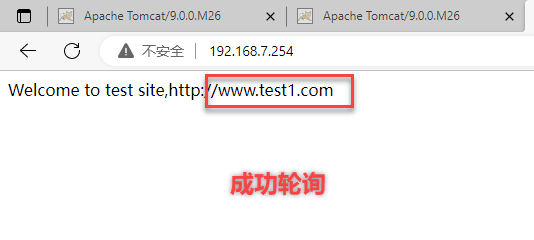 Apache Tomcat/9.0.0.M26
Apache Tomcat/9.0.0.M26
不安全 192.168.7.254
Welcome to test site,http://www.test1.com
成功轮询